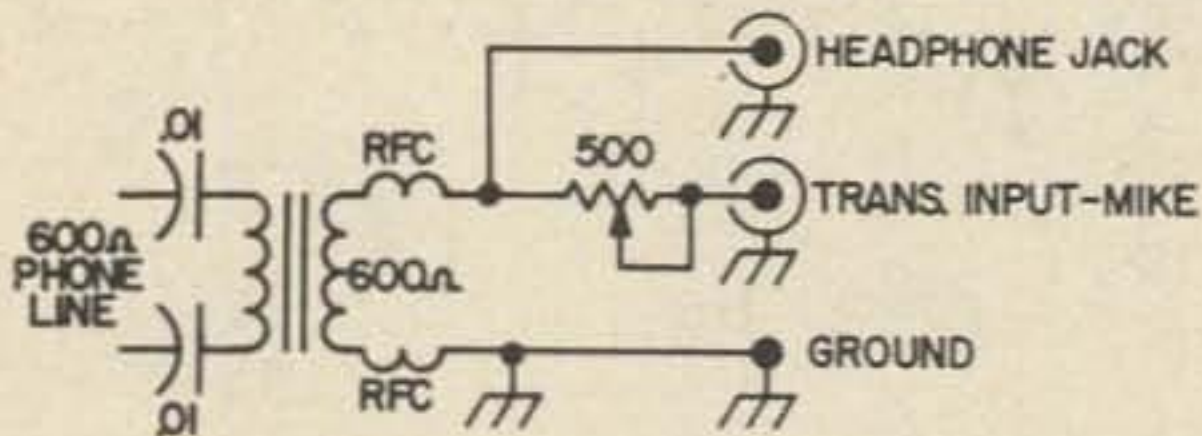 HEADPHONE JACK
.01
RFC
500
TRANS. INPUT-MIKE
600Ω
PHONE
LINE
600Ω
GROUND
RFC
.01